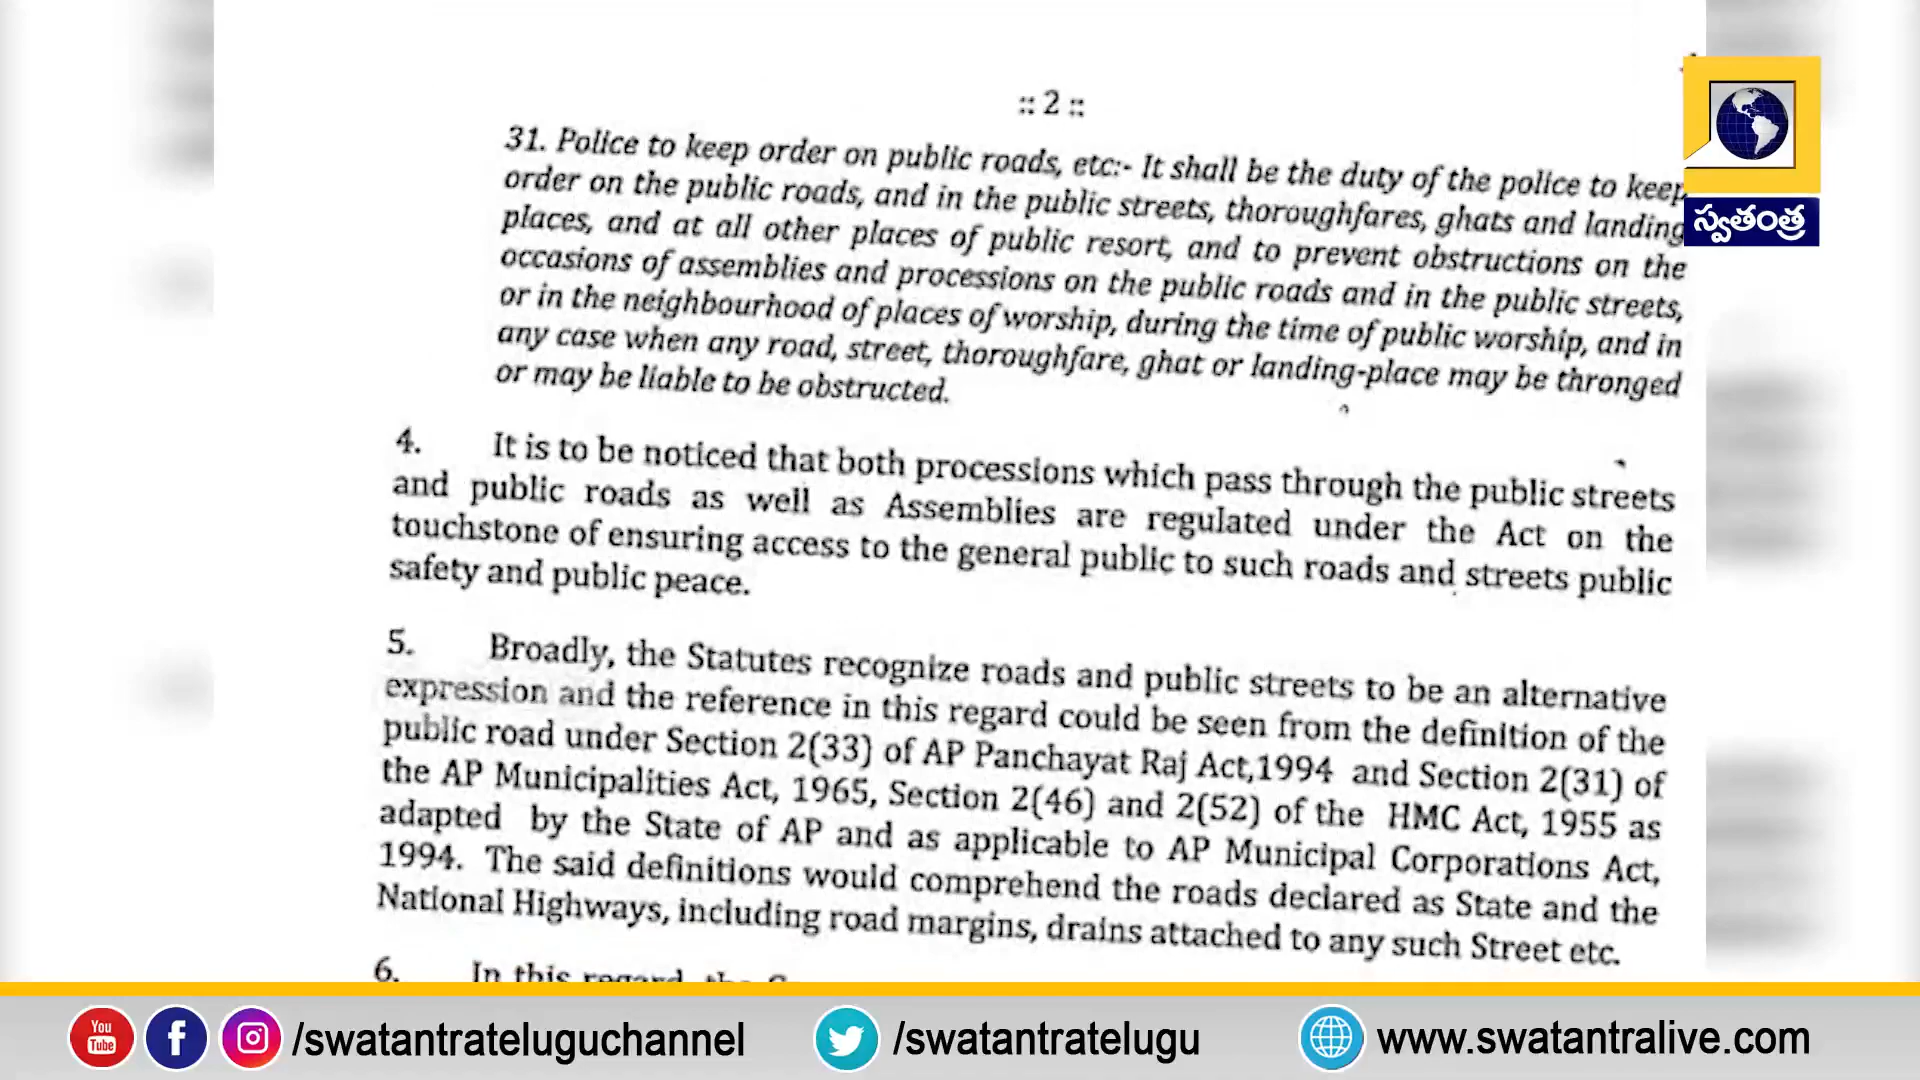 :: 2 ::
31. Police to keep order on public roads, etc:- It shall be the duty of the police to keep
order on the public roads, and in the public streets, thoroughfares, ghats and landing
places, and at all other places of public resort, and to prevent obstructions on the
occasions of assemblies and processions on the public roads and in the public streets,
or in the neighbourhood of places of worship, during the time of public worship, and in
any case when any road, street, thoroughfare, ghat or landing-place may be thronged
or may be liable to be obstructed.
4. It is to be noticed that both processions which pass through the public streets
and public roads as well as Assemblies are regulated under the Act on the
touchstone of ensuring access to the general public to such roads and streets public
safety and public peace.
5. Broadly, the Statutes recognize roads and public streets to be an alternative
expression and the reference in this regard could be seen from the definition of the
public road under Section 2(33) of AP Panchayat Raj Act,1994 and Section 2(31) of
the AP Municipalities Act, 1965, Section 2(46) and 2(52) of the HMC Act, 1955 as
adapted by the State of AP and as applicable to AP Municipal Corporations Act,
1994. The said definitions would comprehend the roads declared as State and the
National Highways, including road margins, drains attached to any such Street etc.
6. In this regard, the
స్వతంత్ర
You Tube /swatantrateluguchannel /swatantratelugu www.swatantralive.com